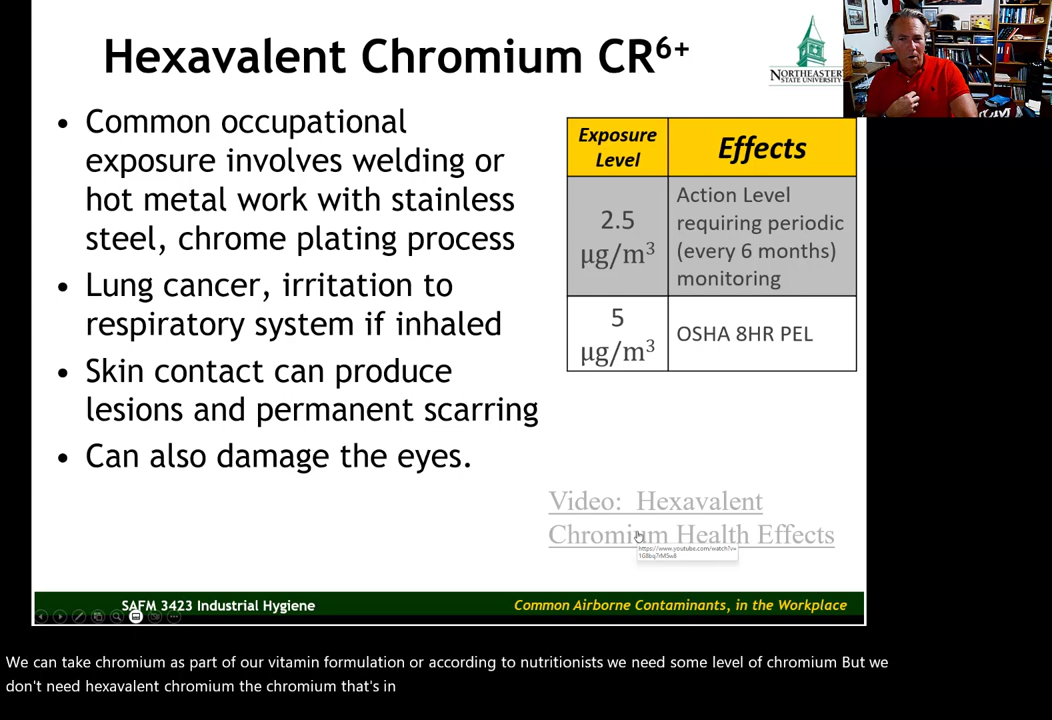 Hexavalent Chromium CR⁶⁺
NORTHEASTE
STATE UNIVERSITY
• Common occupational
exposure involves welding or
hot metal work with stainless
steel, chrome plating process
• Lung cancer, irritation to
respiratory system if inhaled
• Skin contact can produce
lesions and permanent scarring
• Can also damage the eyes.
Exposure
Level
Effects
2.5
µg/m³
Action Level
requiring periodic
(every 6 months)
monitoring
5
µg/m³
OSHA 8HR PEL
Video: Hexavalent
Chromium Health Effects
SAFM 3423 Industrial Hygiene
Common Airborne Contaminants, in the Workplace
We can take chromium as part of our vitamin formulation or according to nutritionists we need some level of chromium But we
don't need hexavalent chromium the chromium that's in